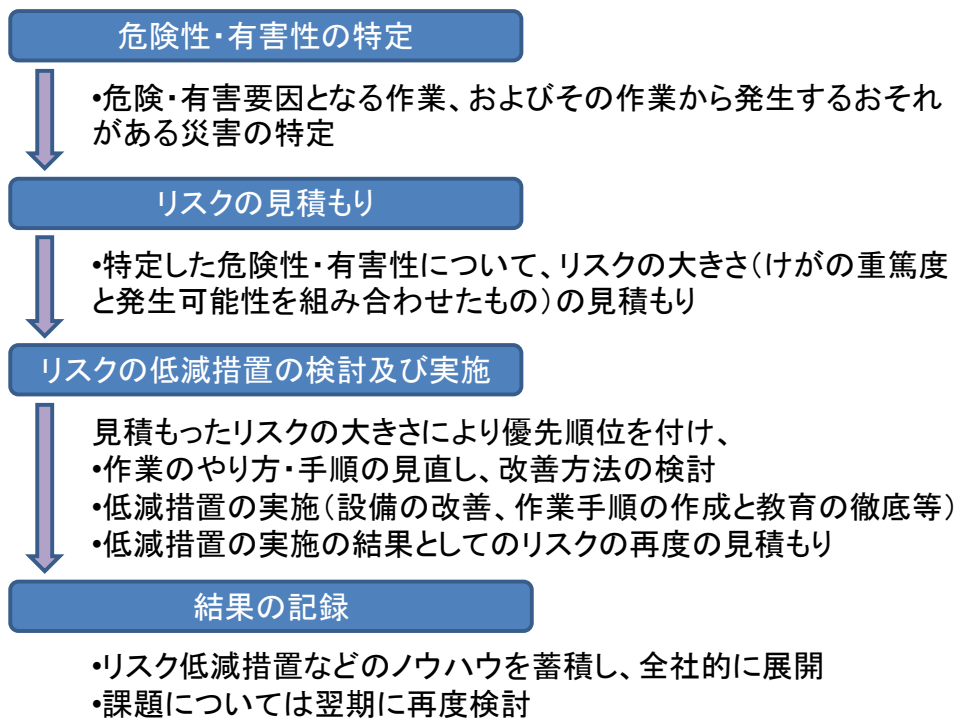 危険性・有害性の特定
•危険・有害要因となる作業、およびその作業から発生するおそれ
がある災害の特定
リスクの見積もり
•特定した危険性・有害性について、リスクの大きさ（けがの重篤度
と発生可能性を組み合わせたもの）の見積もり
リスクの低減措置の検討及び実施
見積もったリスクの大きさにより優先順位を付け、
•作業のやり方・手順の見直し、改善方法の検討
•低減措置の実施（設備の改善、作業手順の作成と教育の徹底等）
•低減措置の実施の結果としてのリスクの再度の見積もり
結果の記録
•リスク低減措置などのノウハウを蓄積し、全社的に展開
•課題については翌期に再度検討